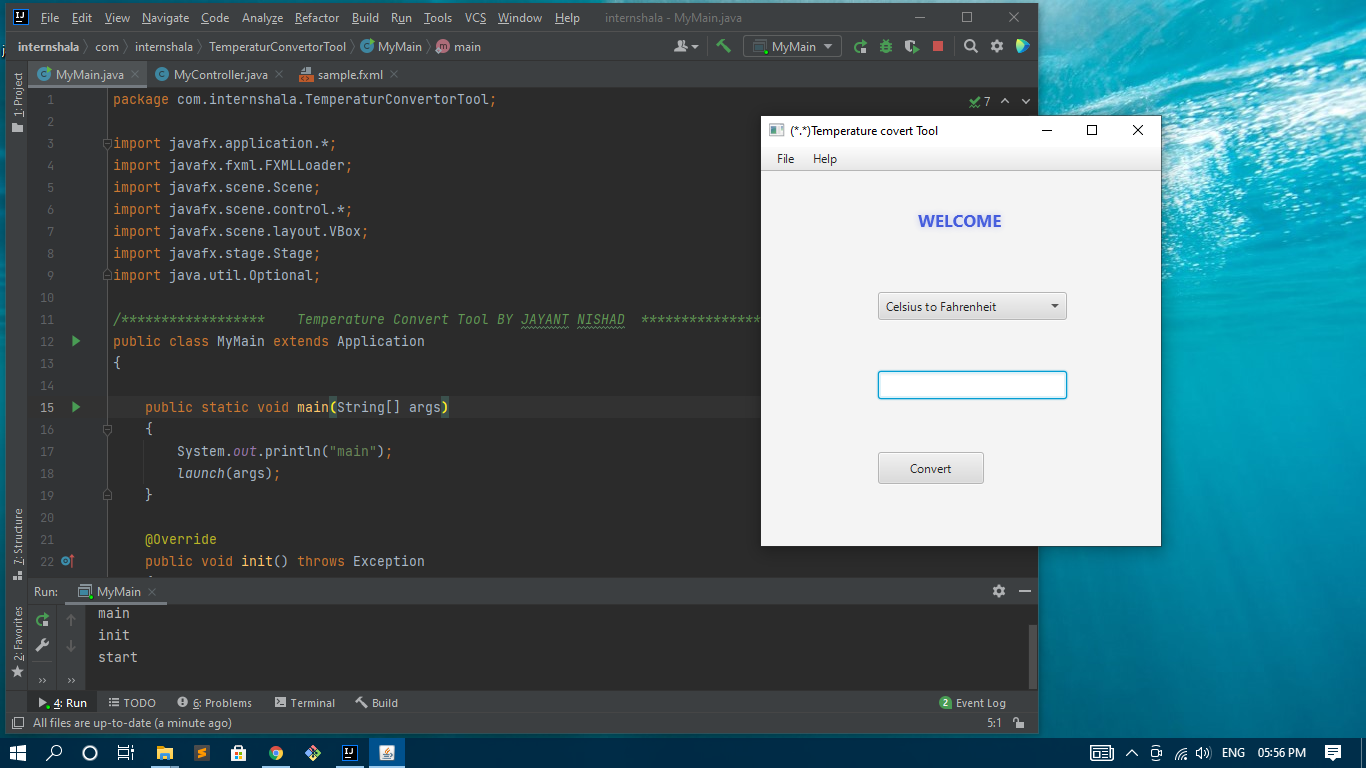 File Edit View Navigate Code Analyze Refactor Build Run Tools VCS Window Help internshala - MyMain.java
internshala com internshala TemperaturConvertorTool MyMain main MyMain
MyMain.java MyController.java sample.fxml
1: Project
7: Structure
2: Favorites
7
1 package com.internshala.TemperaturConvertorTool;
2
3 import javafx.application.*;
4 import javafx.fxml.FXMLLoader;
5 import javafx.scene.Scene;
6 import javafx.scene.control.*;
7 import javafx.scene.layout.VBox;
8 import javafx.stage.Stage;
9 import java.util.Optional;
10
11 /****************** Temperature Convert Tool BY JAYANT NISHAD ***************
12 public class MyMain extends Application
13 {
14
15 public static void main(String[] args)
16 {
17 System.out.println("main");
18 launch(args);
19 }
20
21 @Override
22 public void init() throws Exception
(*.*)Temperature covert Tool
File Help
WELCOME
Celsius to Fahrenheit
Convert
Run: MyMain
main
init
start
4: Run TODO 6: Problems Terminal Build 2 Event Log
All files are up-to-date (a minute ago) 5:1
ENG 05:56 PM